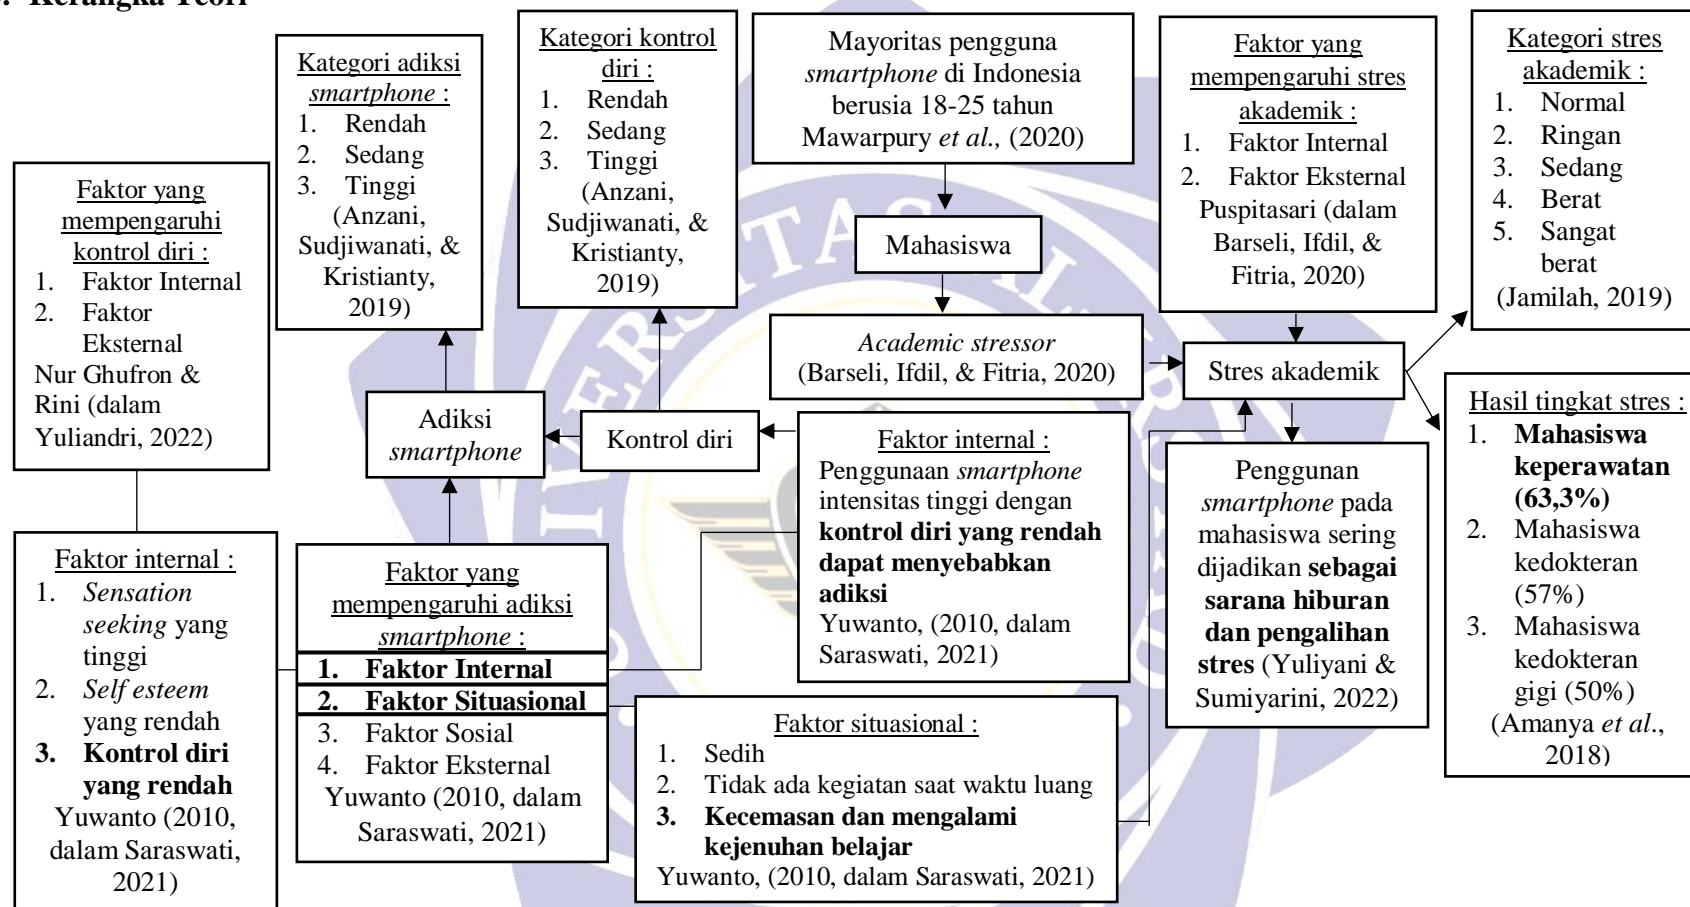 Kerangka Teori
Kategori adiksi
smartphone :
1. Rendah
2. Sedang
3. Tinggi
(Anzani,
Sudjiwanati, &
Kristianty,
2019)
Kategori kontrol
diri :
1. Rendah
2. Sedang
3. Tinggi
(Anzani,
Sudjiwanati, &
Kristianty,
2019)
Mayoritas pengguna
smartphone di Indonesia
berusia 18-25 tahun
Mawarpury et al., (2020)
Faktor yang
mempengaruhi stres
akademik :
1. Faktor Internal
2. Faktor Eksternal
Puspitasari (dalam
Barseli, Ifdil, &
Fitria, 2020)
Kategori stres
akademik :
1. Normal
2. Ringan
3. Sedang
4. Berat
5. Sangat
berat
(Jamilah, 2019)
Faktor yang
mempengaruhi
kontrol diri :
1. Faktor Internal
2. Faktor
Eksternal
Nur Ghufron &
Rini (dalam
Yuliandri, 2022)
Mahasiswa
Academic stressor
(Barseli, Ifdil, & Fitria, 2020)
Stres akademik
Adiksi
smartphone
Kontrol diri
Faktor internal :
Penggunaan smartphone
intensitas tinggi dengan
kontrol diri yang rendah
dapat menyebabkan
adiksi
Yuwanto, (2010, dalam
Saraswati, 2021)
Penggunan
smartphone pada
mahasiswa sering
dijadikan sebagai
sarana hiburan
dan pengalihan
stres (Yuliyani &
Sumiyarini, 2022)
Hasil tingkat stres :
1. Mahasiswa
keperawatan
(63,3%)
2. Mahasiswa
kedokteran
(57%)
3. Mahasiswa
kedokteran
gigi (50%)
(Amanya et al.,
2018)
Faktor internal :
1. Sensation
seeking yang
tinggi
2. Self esteem
yang rendah
3. Kontrol diri
yang rendah
Yuwanto (2010,
dalam Saraswati,
2021)
Faktor yang
mempengaruhi adiksi
smartphone :
1. Faktor Internal
2. Faktor Situasional
3. Faktor Sosial
4. Faktor Eksternal
Yuwanto (2010, dalam
Saraswati, 2021)
Faktor situasional :
1. Sedih
2. Tidak ada kegiatan saat waktu luang
3. Kecemasan dan mengalami
kejenuhan belajar
Yuwanto, (2010, dalam Saraswati, 2021)